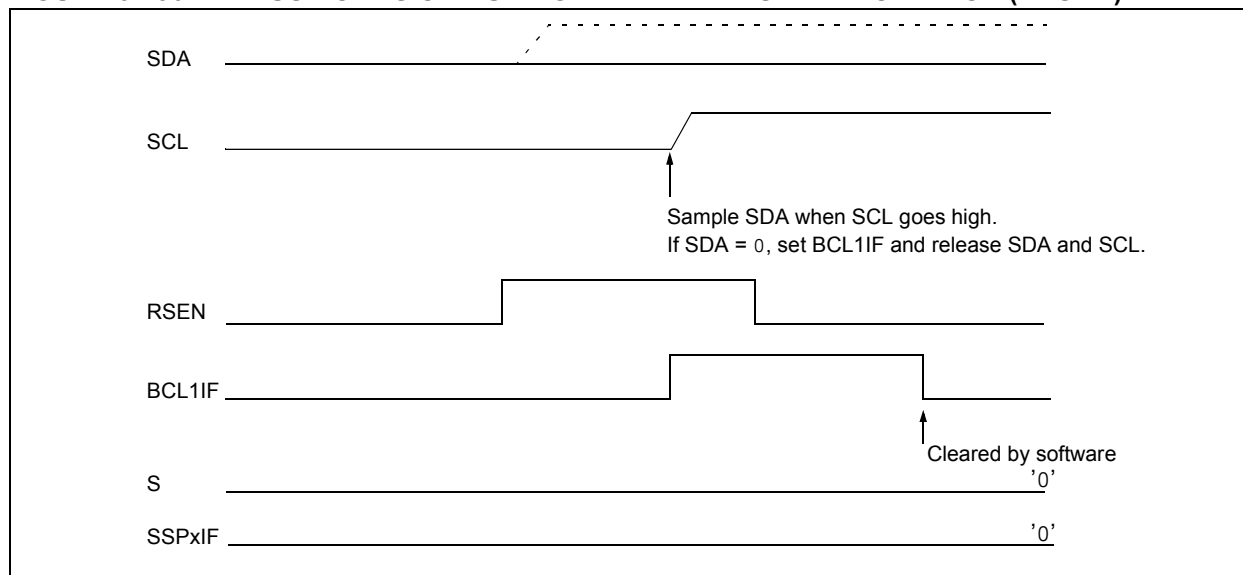 SDA
SCL
Sample SDA when SCL goes high.
If SDA = 0, set BCL1IF and release SDA and SCL.
RSEN
BCL1IF
Cleared by software
S
'0'
SSPxIF
'0'